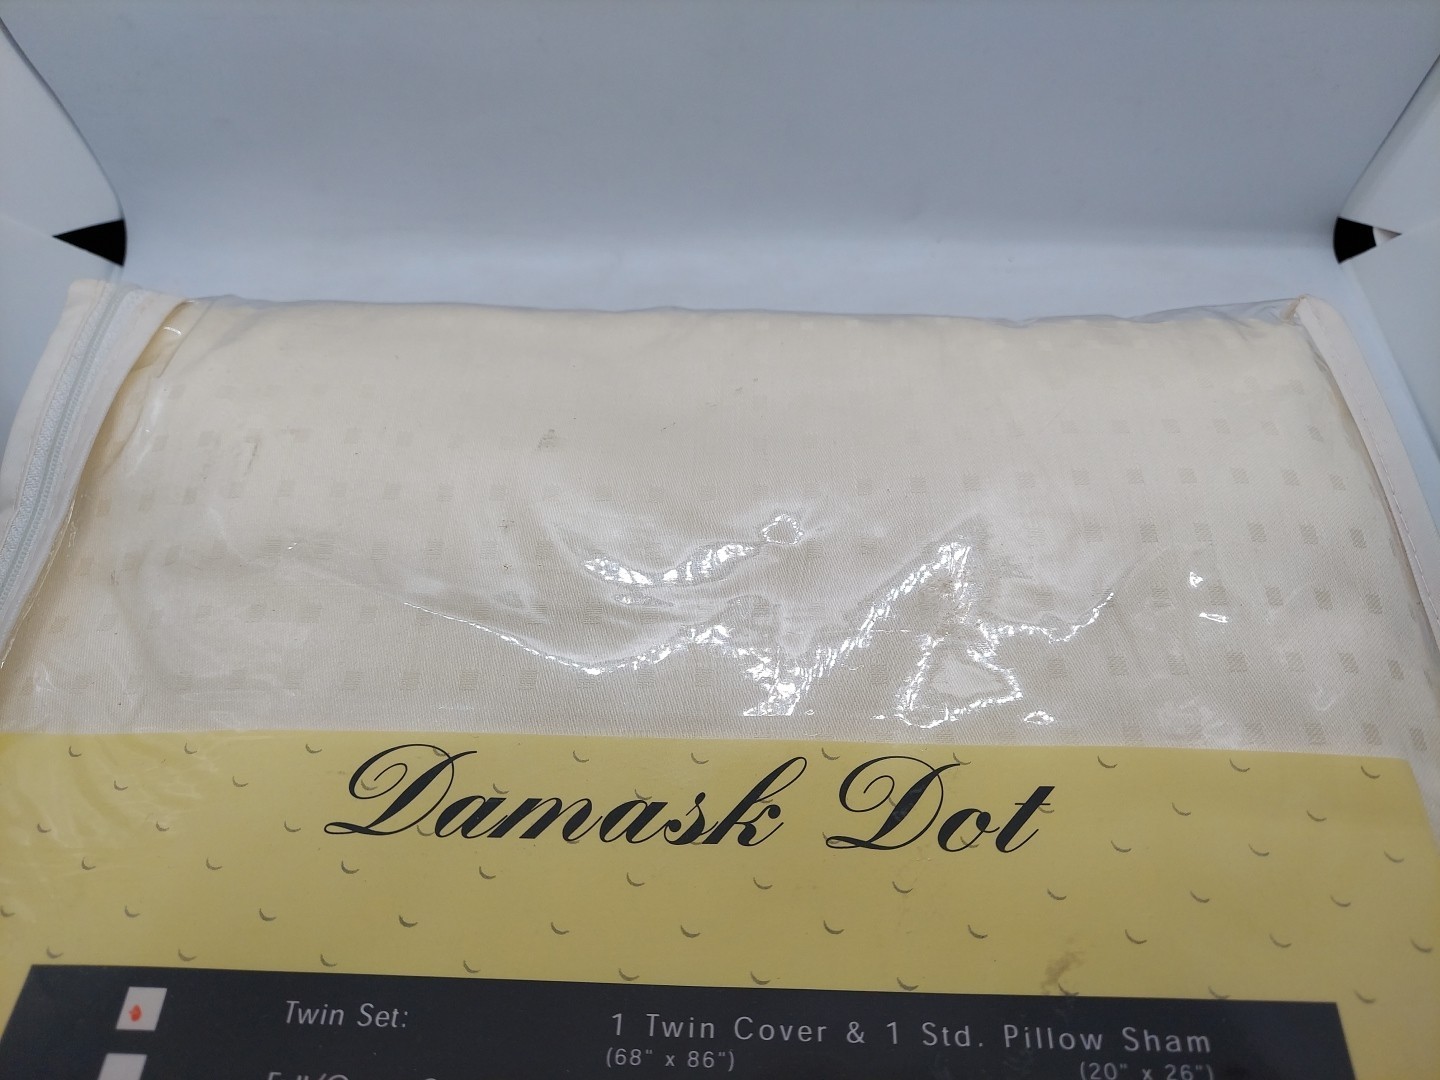 Damask Dot
Twin Set: 1 Twin Cover & 1 Std. Pillow Sham
(68" x 86") (20" x 26")